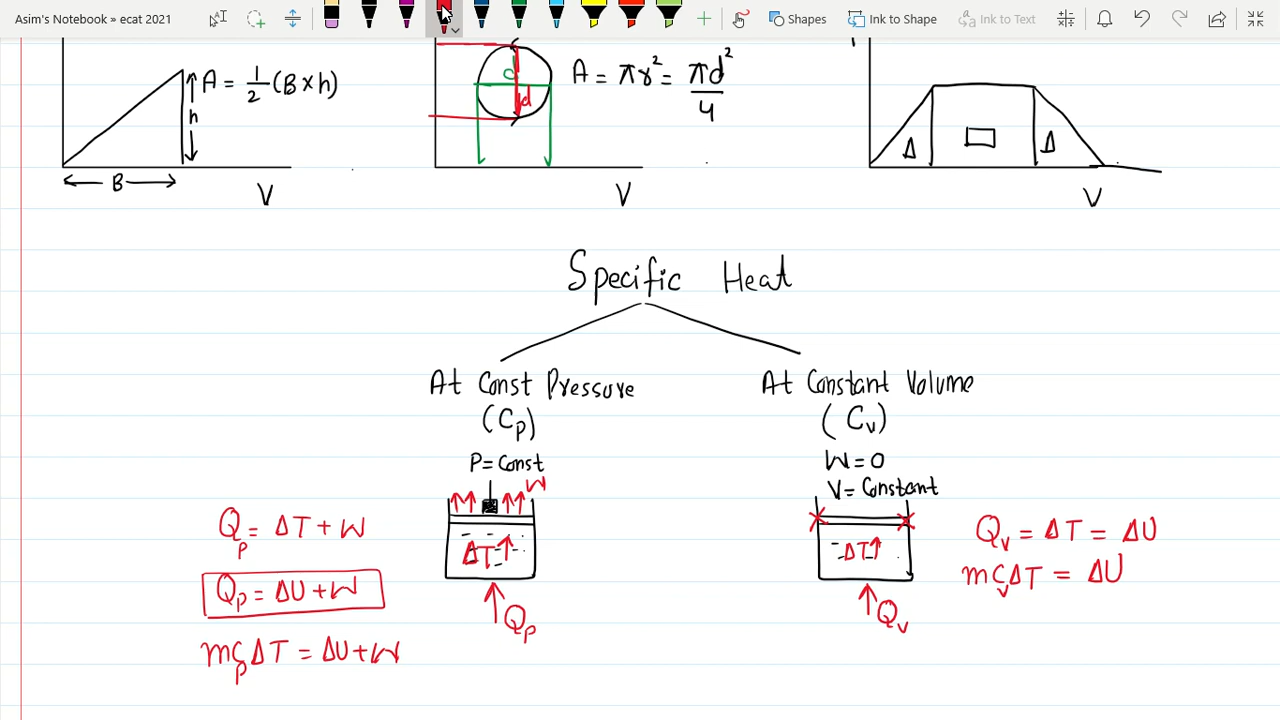 Asim's Notebook » ecat 2021
Shapes
Ink to Shape
Ink to Text
A = 1/2 (B x h)
h
B
V
d
d
A = πr² = πd²/4
V
Δ
Δ
V
Specific Heat
At Const Pressure
(Cp)
P = Const
W
ΔT
Qp
Qp = ΔT + W
Qp = ΔU + W
mCpΔT = ΔU + W
At Constant Volume
(Cv)
W = 0
V = Constant
ΔT
Qv
Qv = ΔT = ΔU
mCvΔT = ΔU